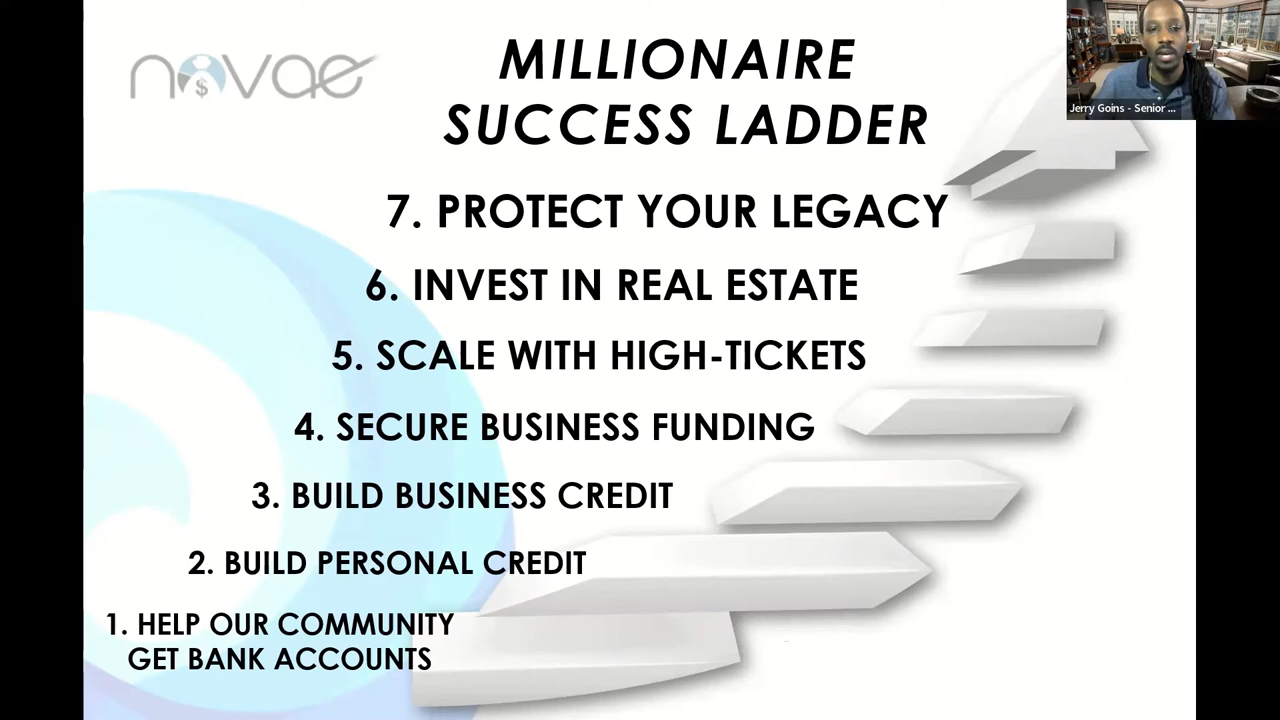 novae
$
MILLIONAIRE
SUCCESS LADDER
Jerry Goins - Senior ...
7. PROTECT YOUR LEGACY
6. INVEST IN REAL ESTATE
5. SCALE WITH HIGH-TICKETS
4. SECURE BUSINESS FUNDING
3. BUILD BUSINESS CREDIT
2. BUILD PERSONAL CREDIT
1. HELP OUR COMMUNITY
GET BANK ACCOUNTS